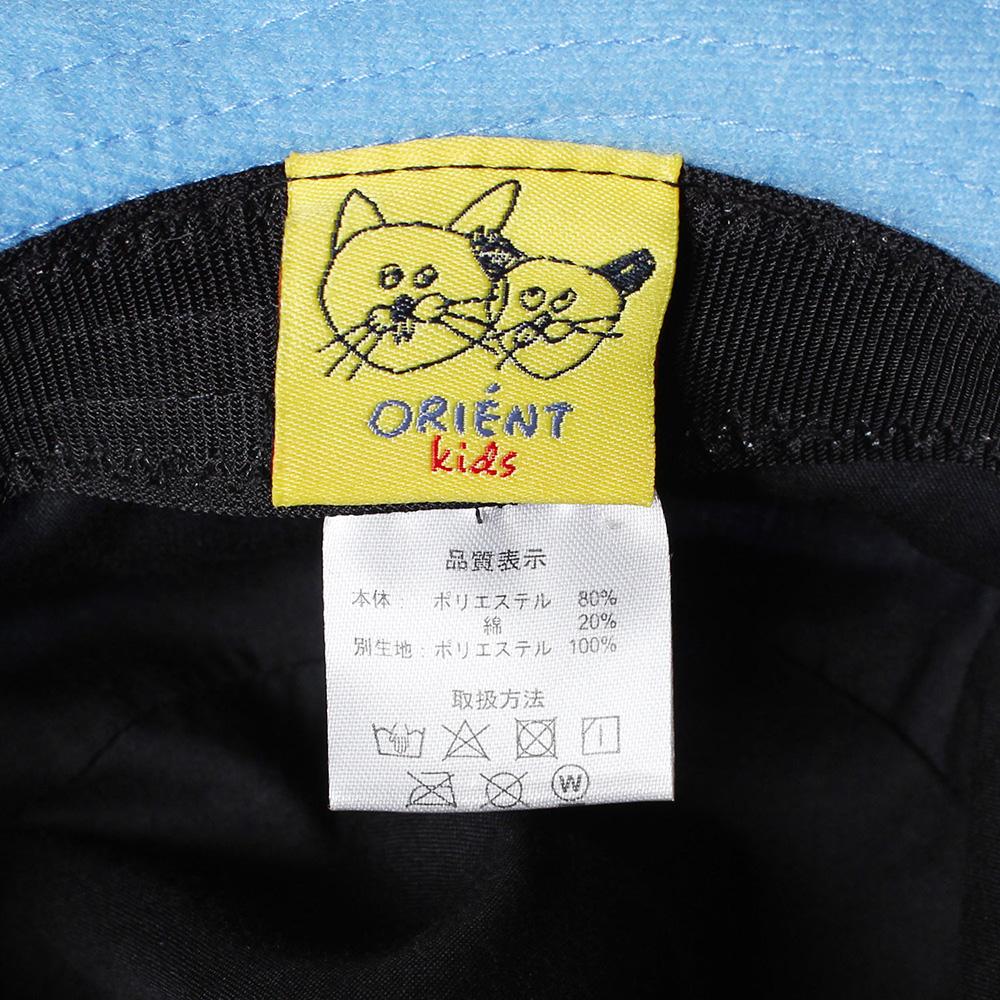 ORIÉNT
kids
品質表示
本体： ポリエステル 80%
綿 20%
別生地：ポリエステル 100%
取扱方法
W